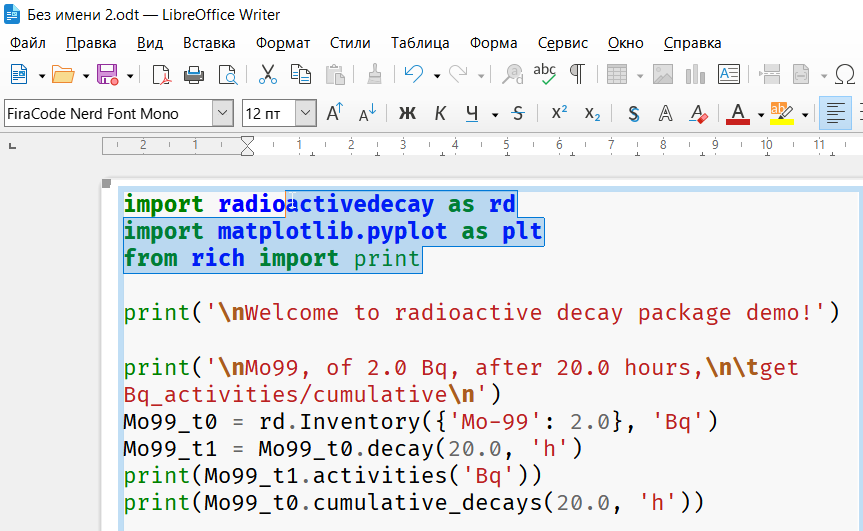 Без имени 2.odt — LibreOffice Writer
Файл Правка Вид Вставка Формат Стили Таблица Форма Сервис Окно Справка
abc
FiraCode Nerd Font Mono 12 пт A A Ж К Ч S X² X₂ S A A A ab
2 1 1 2 3 4 5 6 7 8 9 10 11
import radioactivedecay as rd
import matplotlib.pyplot as plt
from rich import print
print('\nWelcome to radioactive decay package demo!')
print('\nMo99, of 2.0 Bq, after 20.0 hours,\n\tget
Bq_activities/cumulative\n')
Mo99_t0 = rd.Inventory({'Mo-99': 2.0}, 'Bq')
Mo99_t1 = Mo99_t0.decay(20.0, 'h')
print(Mo99_t1.activities('Bq'))
print(Mo99_t0.cumulative_decays(20.0, 'h'))